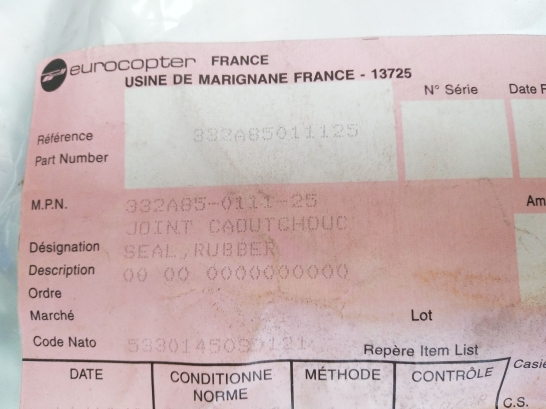 eurocopter FRANCE
USINE DE MARIGNANE FRANCE - 13725
N° Série Date
Référence
Part Number 332A85011125
M.P.N. 332A85-0111-25
JOINT CAOUTCHOUC
Désignation SEAL,RUBBER
Description 00 00 0000000000
Ordre
Marché Lot
Code Nato
Repère Item List
DATE CONDITIONNE MÉTHODE CONTRÔLE
NORME C.S.